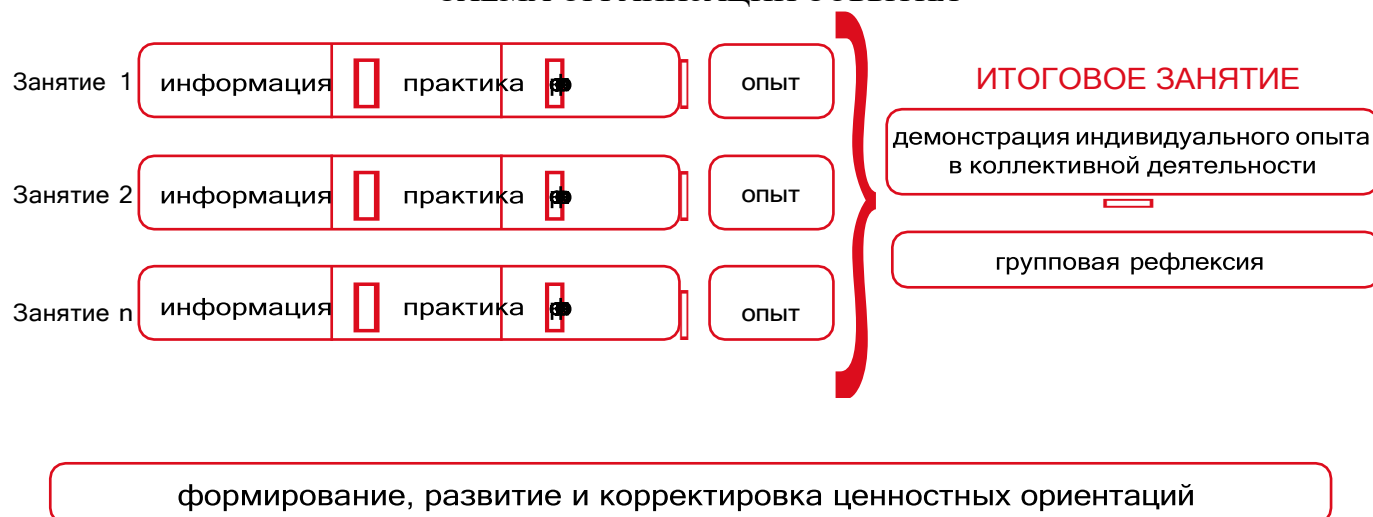 Занятие 1 информация практика опыт
Занятие 2 информация практика опыт
Занятие n информация практика опыт
ИТОГОВОЕ ЗАНЯТИЕ
демонстрация индивидуального опыта
в коллективной деятельности
групповая рефлексия
формирование, развитие и корректировка ценностных ориентаций